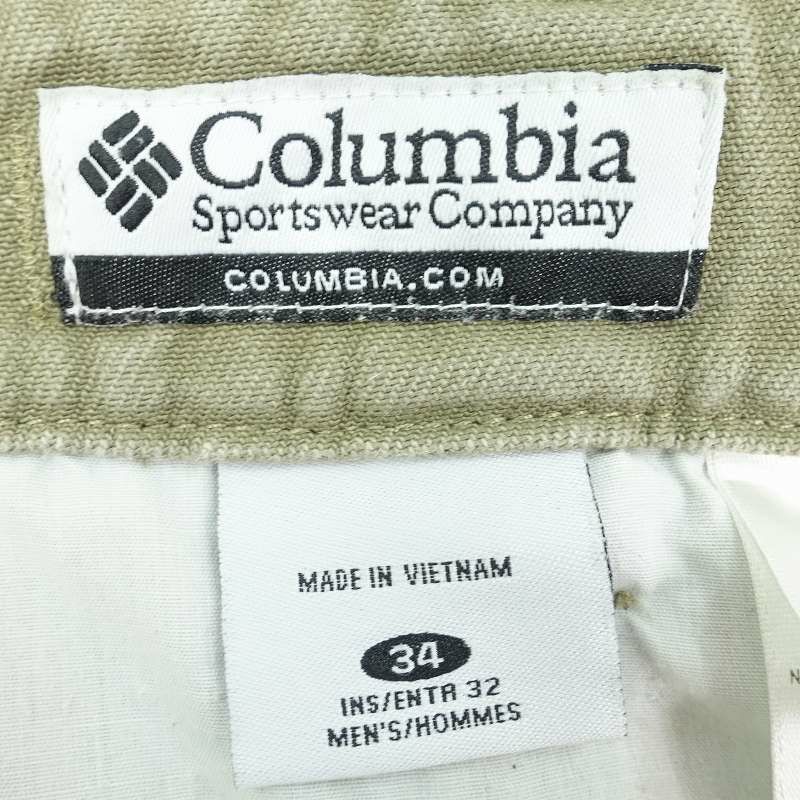 Columbia
Sportswear Company
COLUMBIA.COM
MADE IN VIETNAM
34
INS/ENTR 32
MEN'S/HOMMES
N